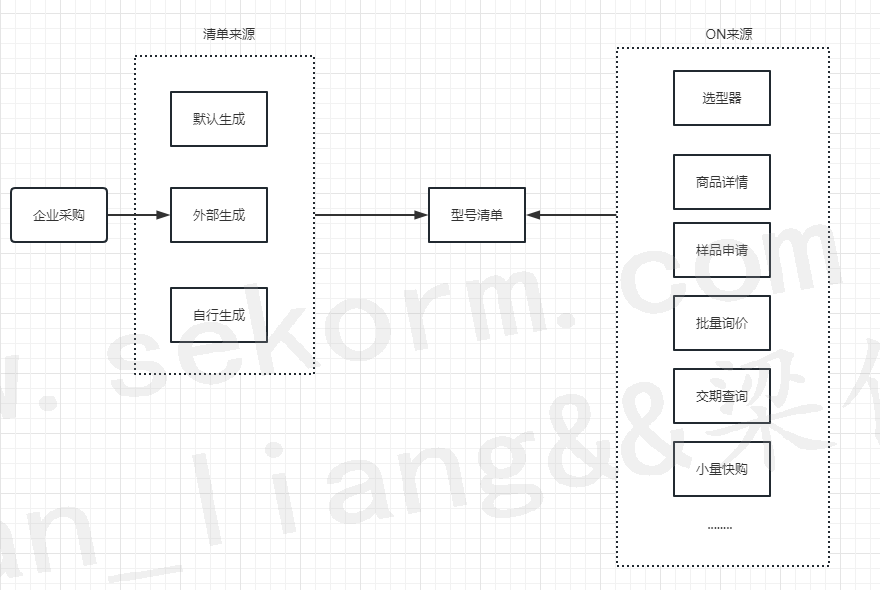 清单来源
默认生成
企业采购
外部生成
自行生成
型号清单
ON来源
选型器
商品详情
样品申请
批量询价
交期查询
小量快购
........
w.sekorm.com
an_liang&&梁